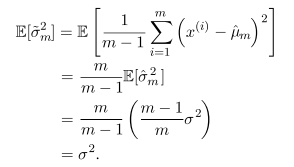 𝔼[σ̃²ₘ] = 𝔼[ 1/(m − 1) ∑ᵢ₌₁ᵐ (x⁽ⁱ⁾ − μ̂ₘ)² ]
= m/(m − 1) 𝔼[σ̂²ₘ]
= m/(m − 1) ( (m − 1)/m σ² )
= σ².